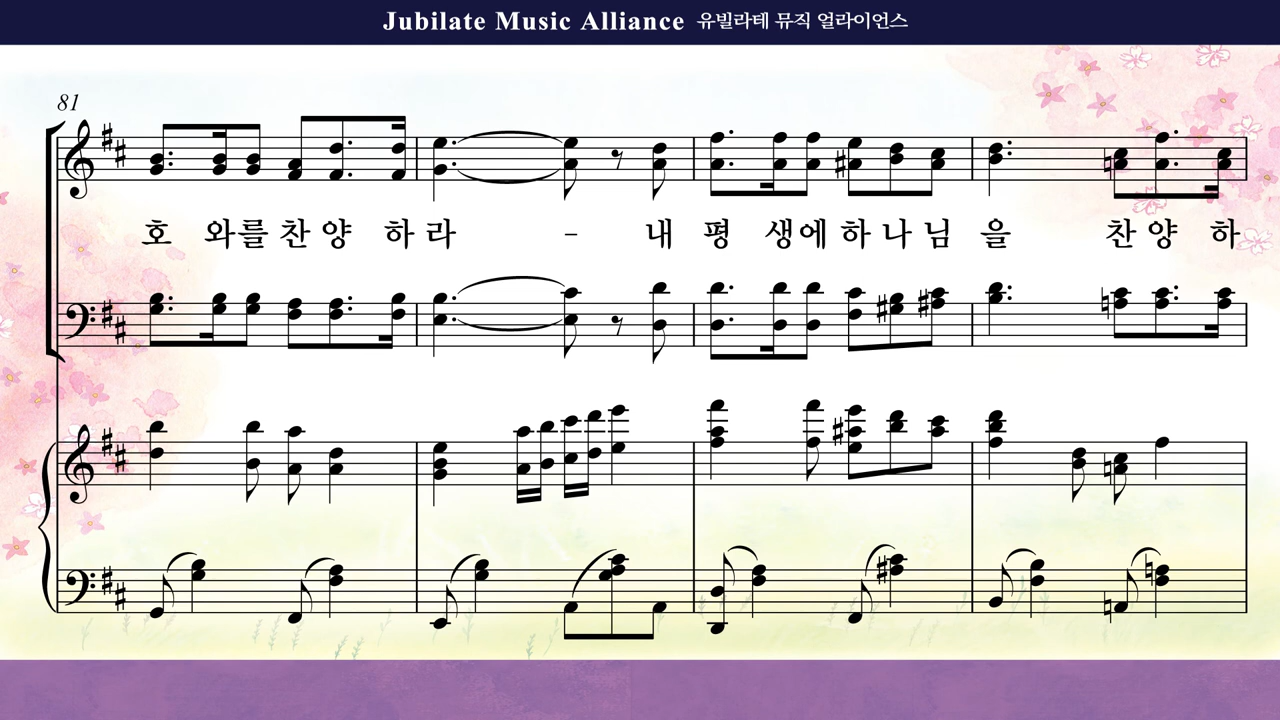 Jubilate Music Alliance 유빌라테 뮤직 얼라이언스
81
호 와를 찬 양 하 라 - 내 평 생에 하 나 님 을 찬 양 하